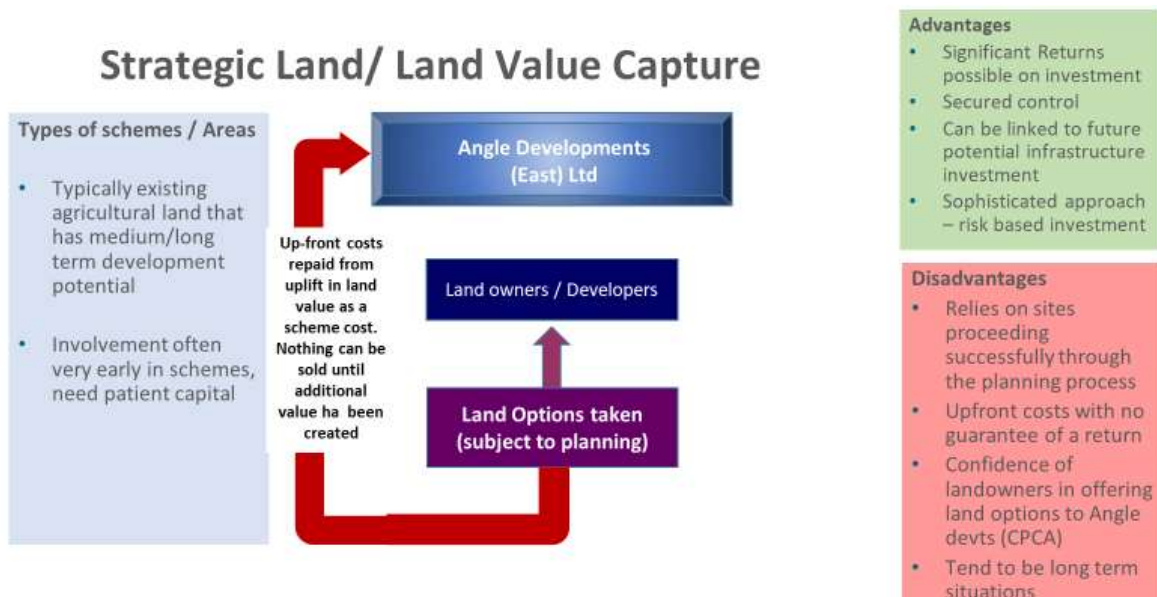 Strategic Land/ Land Value Capture
Types of schemes / Areas
• Typically existing
agricultural land that
has medium/long
term development
potential
• Involvement often
very early in schemes,
need patient capital
Up-front costs
repaid from
uplift in land
value as a
scheme cost.
Nothing can be
sold until
additional
value ha been
created
Angle Developments
(East) Ltd
Land owners / Developers
Land Options taken
(subject to planning)
Advantages
• Significant Returns
possible on investment
• Secured control
• Can be linked to future
potential infrastructure
investment
• Sophisticated approach
– risk based investment
Disadvantages
• Relies on sites
proceeding
successfully through
the planning process
• Upfront costs with no
guarantee of a return
• Confidence of
landowners in offering
land options to Angle
devts (CPCA)
• Tend to be long term
situations